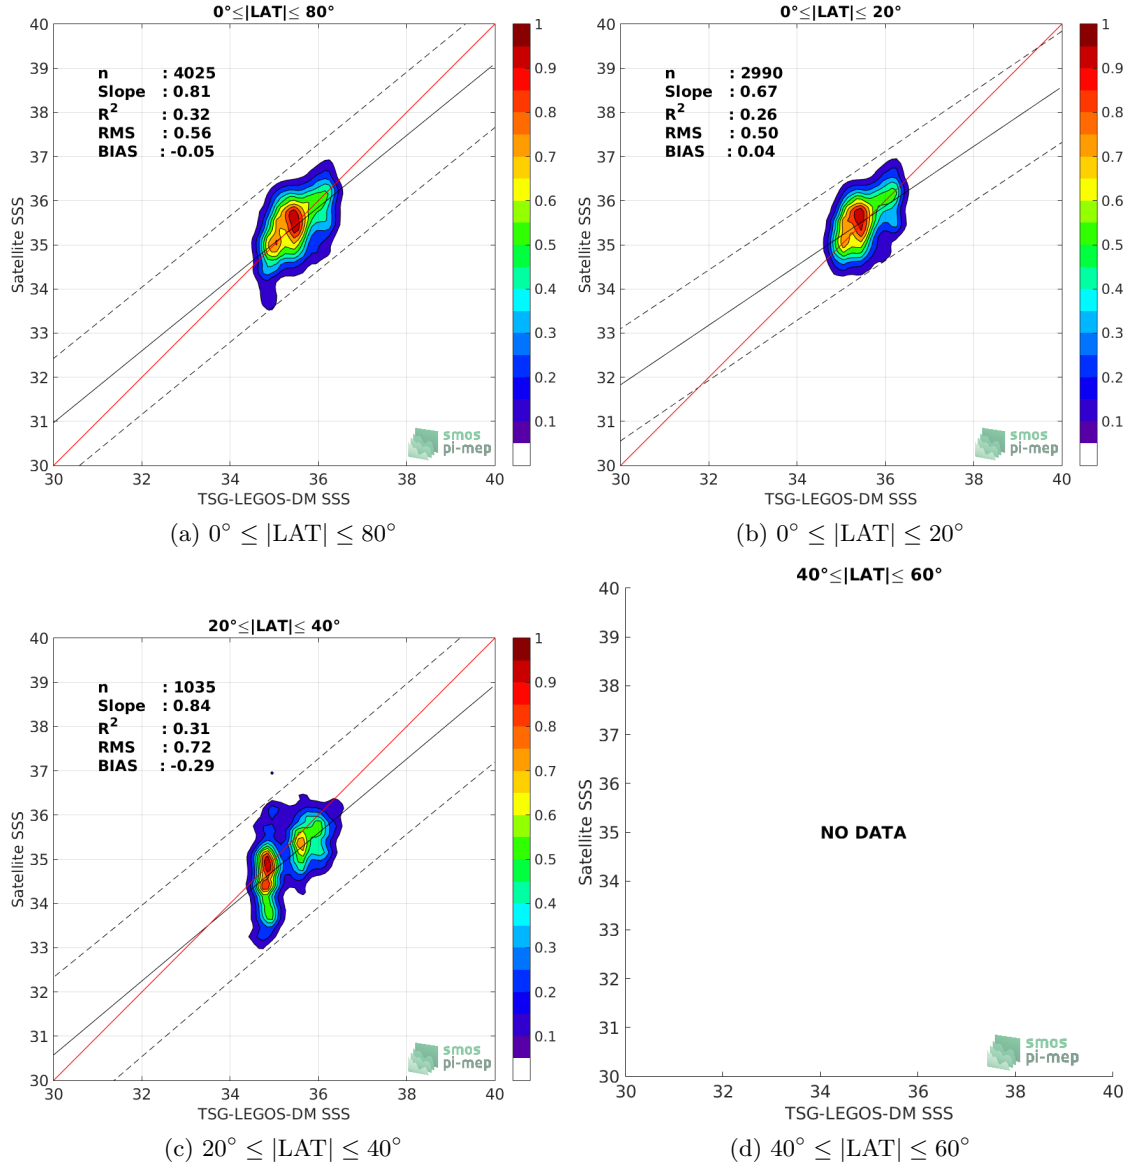 0°≤|LAT|≤ 80°
40
39
38
37
36
35
34
33
32
31
30
Satellite SSS
n : 4025
Slope : 0.81
R² : 0.32
RMS : 0.56
BIAS : -0.05
smos
pi-mep
30 32 34 36 38 40
TSG-LEGOS-DM SSS
1
0.9
0.8
0.7
0.6
0.5
0.4
0.3
0.2
0.1
(a) 0° ≤ |LAT| ≤ 80°
0°≤|LAT|≤ 20°
40
39
38
37
36
35
34
33
32
31
30
Satellite SSS
n : 2990
Slope : 0.67
R² : 0.26
RMS : 0.50
BIAS : 0.04
smos
pi-mep
30 32 34 36 38 40
TSG-LEGOS-DM SSS
1
0.9
0.8
0.7
0.6
0.5
0.4
0.3
0.2
0.1
(b) 0° ≤ |LAT| ≤ 20°
20°≤|LAT|≤ 40°
40
39
38
37
36
35
34
33
32
31
30
Satellite SSS
n : 1035
Slope : 0.84
R² : 0.31
RMS : 0.72
BIAS : -0.29
smos
pi-mep
30 32 34 36 38 40
TSG-LEGOS-DM SSS
1
0.9
0.8
0.7
0.6
0.5
0.4
0.3
0.2
0.1
(c) 20° ≤ |LAT| ≤ 40°
40°≤|LAT|≤ 60°
40
39
38
37
36
35
34
33
32
31
30
Satellite SSS
NO DATA
smos
pi-mep
30 32 34 36 38 40
TSG-LEGOS-DM SSS
(d) 40° ≤ |LAT| ≤ 60°